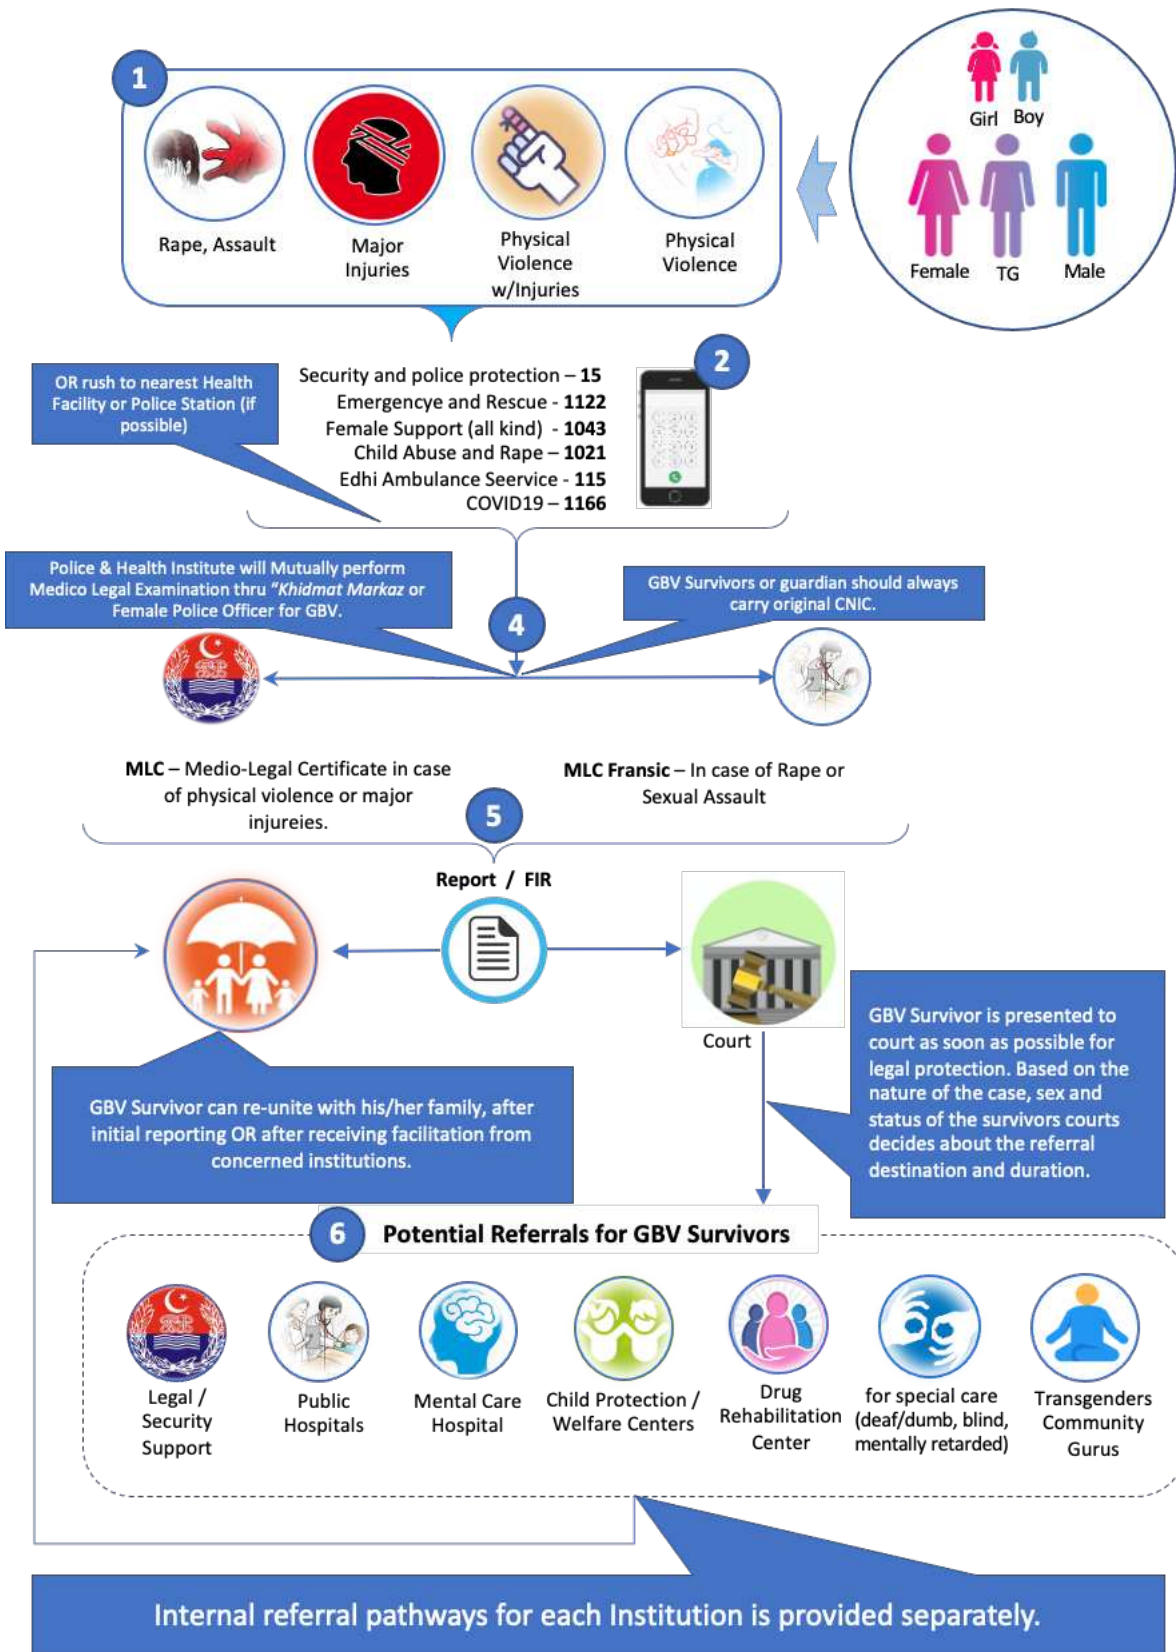 1
Girl Boy
Female TG Male
Rape, Assault
Major
Injuries
Physical
Violence
w/Injuries
Physical
Violence
2
OR rush to nearest Health
Facility or Police Station (if
possible)
Security and police protection – 15
Emergencye and Rescue - 1122
Female Support (all kind) - 1043
Child Abuse and Rape – 1021
Edhi Ambulance Seervice - 115
COVID19 – 1166
Police & Health Institute will Mutually perform
Medico Legal Examination thru "Khidmat Markaz or
Female Police Officer for GBV.
GBV Survivors or guardian should always
carry original CNIC.
4
MLC – Medio-Legal Certificate in case
of physical violence or major
injureies.
MLC Fransic – In case of Rape or
Sexual Assault
5
Report / FIR
Court
GBV Survivor is presented to
court as soon as possible for
legal protection. Based on the
nature of the case, sex and
status of the survivors courts
decides about the referral
destination and duration.
GBV Survivor can re-unite with his/her family, after
initial reporting OR after receiving facilitation from
concerned institutions.
6
Potential Referrals for GBV Survivors
Legal /
Security
Support
Public
Hospitals
Mental Care
Hospital
Child Protection /
Welfare Centers
Drug
Rehabilitation
Center
for special care
(deaf/dumb, blind,
mentally retarded)
Transgenders
Community
Gurus
Internal referral pathways for each Institution is provided separately.